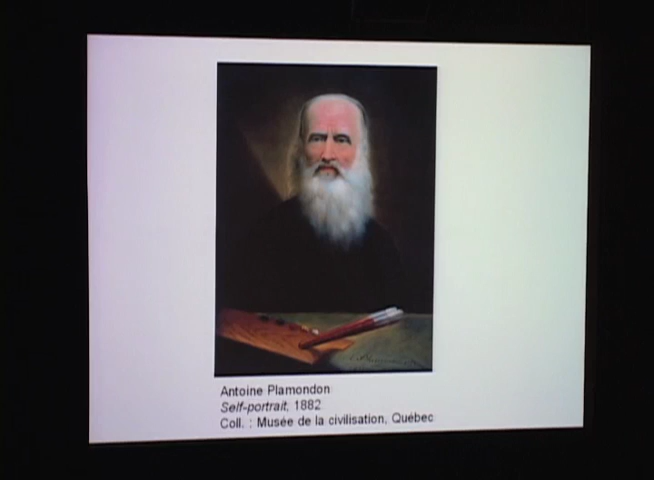 Antoine Plamondon
Self-portrait, 1882
Coll. : Musée de la civilisation, Québec